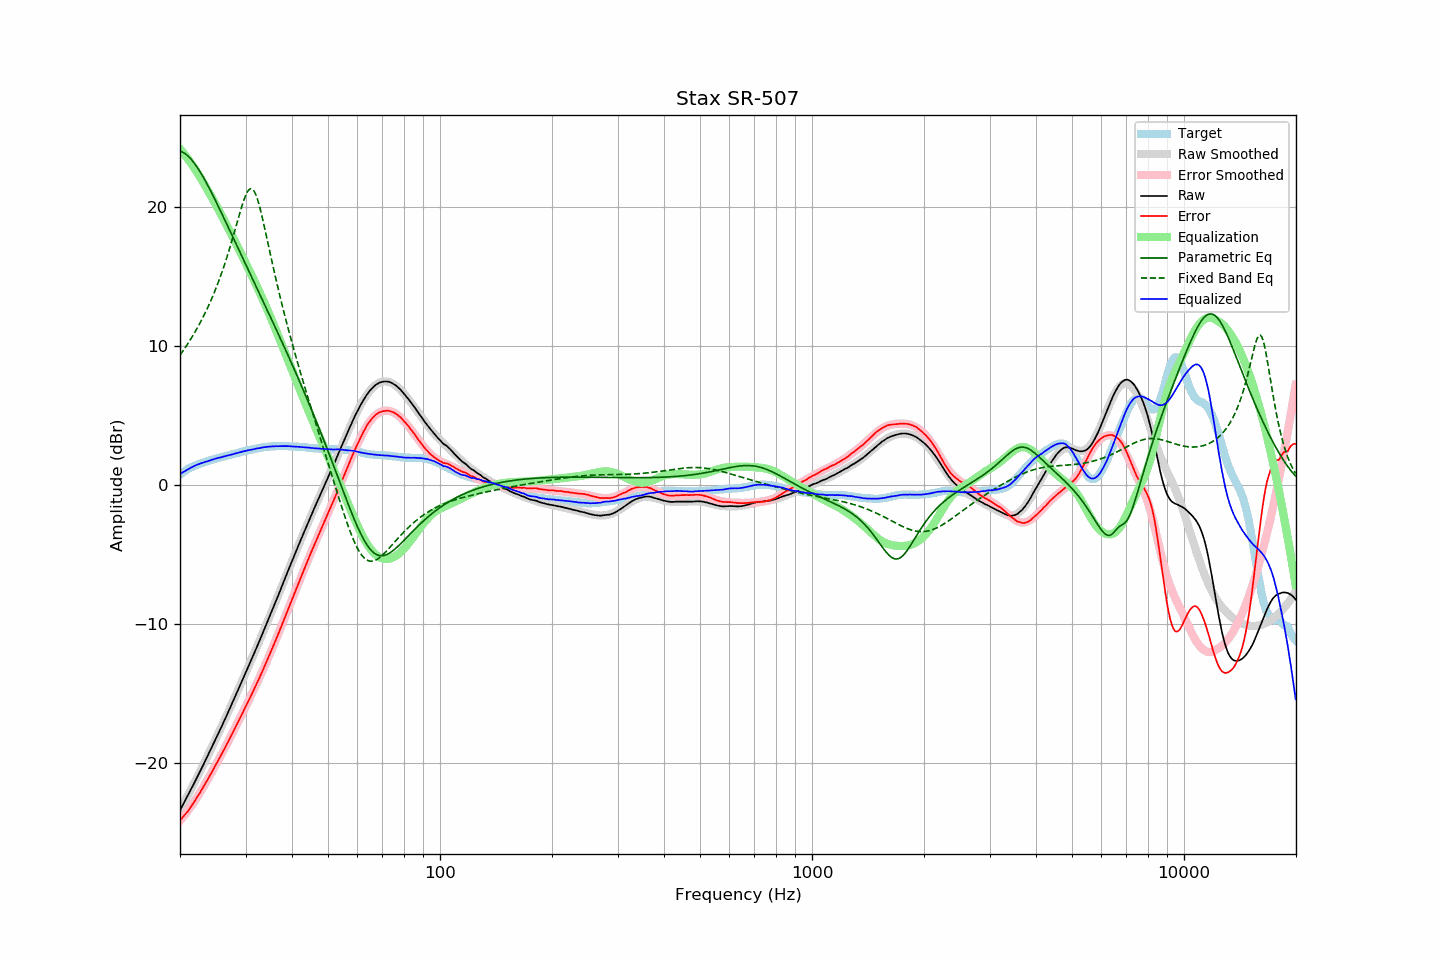 Stax SR-507
Target
Raw Smoothed
Error Smoothed
Raw
Error
Equalization
Parametric Eq
Fixed Band Eq
Equalized
Amplitude (dBr)
20
10
0
−10
−20
100
1000
10000
Frequency (Hz)